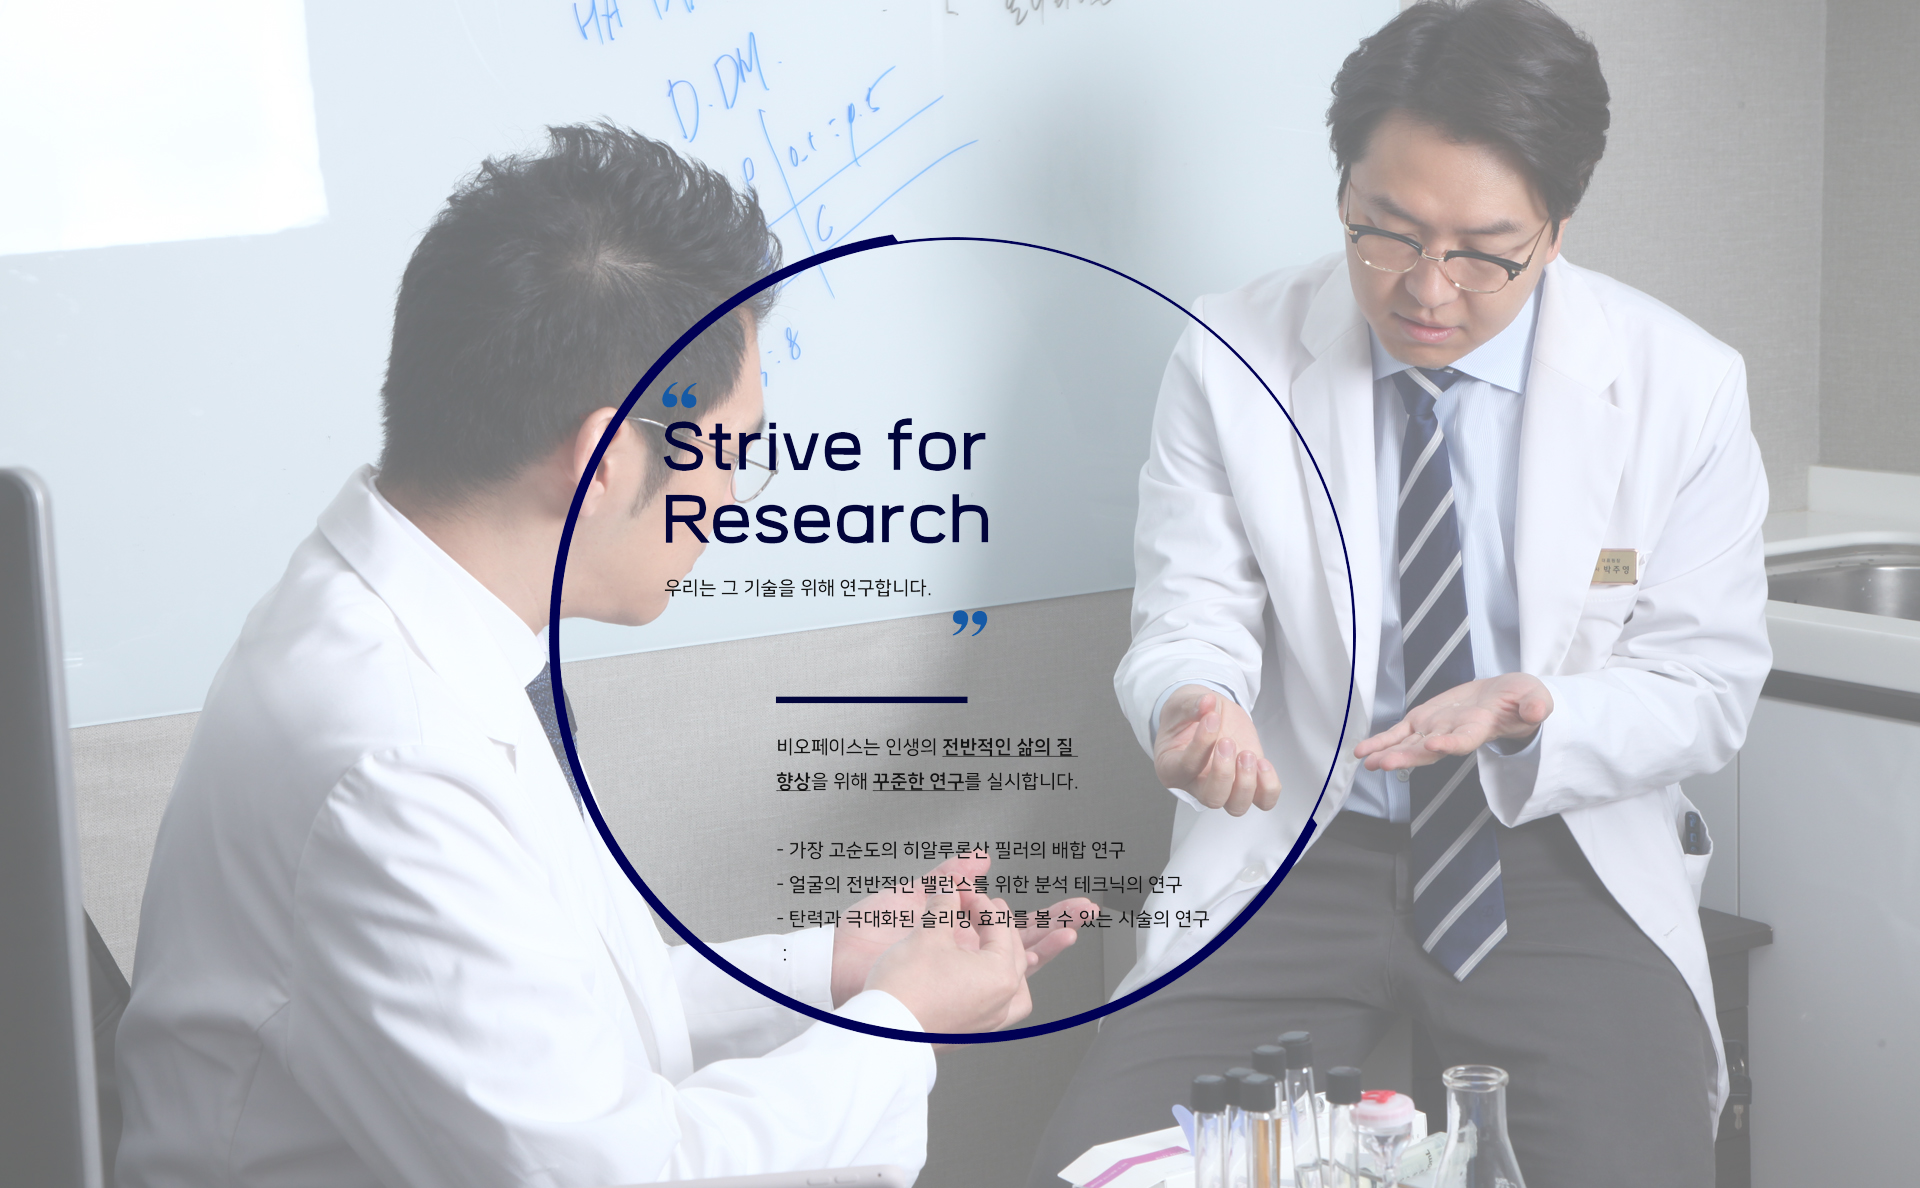 D.DM.
“
Strive for
Research
우리는 그 기술을 위해 연구합니다.
”
비오페이스는 인생의 전반적인 삶의 질
향상을 위해 꾸준한 연구를 실시합니다.
- 가장 고순도의 히알루론산 필러의 배합 연구
- 얼굴의 전반적인 밸런스를 위한 분석 테크닉의 연구
- 탄력과 극대화된 슬리밍 효과를 볼 수 있는 시술의 연구
:
박주영